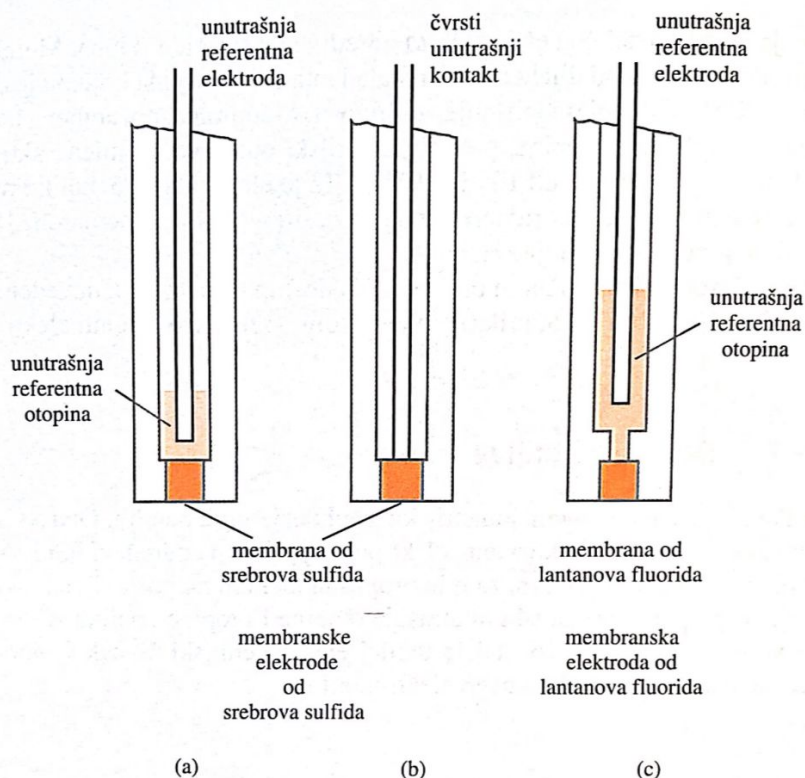 unutrašnja
referentna
elektroda
čvrsti
unutrašnji
kontakt
unutrašnja
referentna
elektroda
unutrašnja
referentna
otopina
unutrašnja
referentna
otopina
membrana od
srebrova sulfida
membrana od
lantanova fluorida
membranske
elektrode
od
srebrova sulfida
membranska
elektroda od
lantanova fluorida
(a)
(b)
(c)